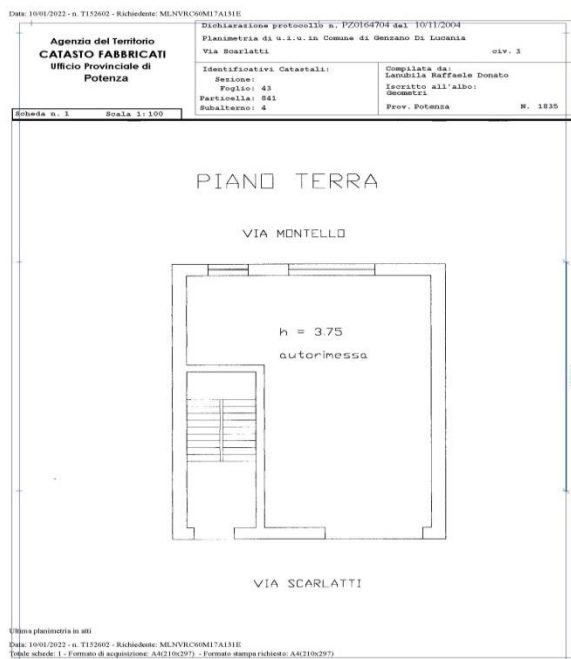 Data: 10/01/2022 - n. T152602 - Richiedente: MLNVRC60M17A131E
Agenzia del Territorio
CATASTO FABBRICATI
Ufficio Provinciale di
Potenza
Dichiarazione protocollo n. PZ0164704 del 10/11/2004
Planimetria di u.i.u. in Comune di Genzano Di Lucania
Via Scarlatti civ. 3
Identificativi Catastali:
Sezione:
Foglio: 43
Particella: 841
Subalterno: 4
Compilata da:
Lanubila Raffaele Donato
Iscritto all'albo:
Geometri
Prov. Potenza N. 1835
Scheda n. 1 Scala 1:100
PIANO TERRA
VIA MONTELLO
h = 3.75
autorimessa
VIA SCARLATTI
Ultima planimetria in atti
Data: 10/01/2022 - n. T152602 - Richiedente: MLNVRC60M17A131E
Totale schede: 1 - Formato di acquisizione: A4(210x297) - Formato stampa richiesto: A4(210x297)